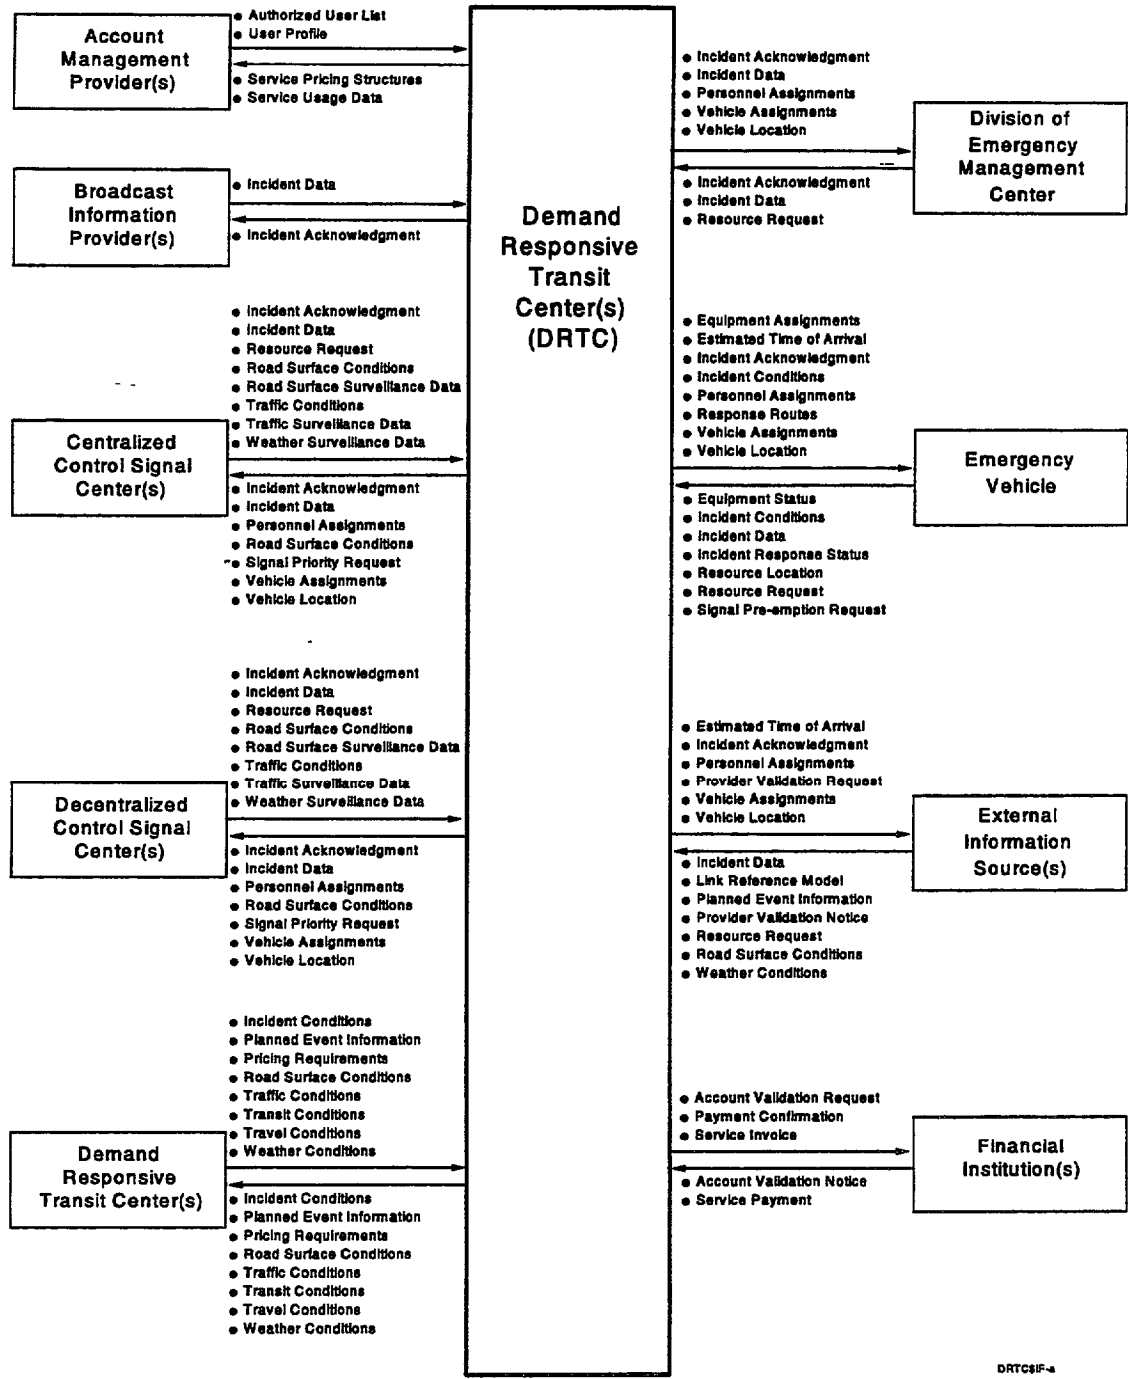 Account
Management
Provider(s)
● Authorized User List
● User Profile
● Service Pricing Structures
● Service Usage Data
Broadcast
Information
Provider(s)
● Incident Data
● Incident Acknowledgment
Centralized
Control Signal
Center(s)
● Incident Acknowledgment
● Incident Data
● Resource Request
● Road Surface Conditions
● Road Surface Surveillance Data
● Traffic Conditions
● Traffic Surveillance Data
● Weather Surveillance Data
● Incident Acknowledgment
● Incident Data
● Personnel Assignments
● Road Surface Conditions
● Signal Priority Request
● Vehicle Assignments
● Vehicle Location
Decentralized
Control Signal
Center(s)
● Incident Acknowledgment
● Incident Data
● Resource Request
● Road Surface Conditions
● Road Surface Surveillance Data
● Traffic Conditions
● Traffic Surveillance Data
● Weather Surveillance Data
● Incident Acknowledgment
● Incident Data
● Personnel Assignments
● Road Surface Conditions
● Signal Priority Request
● Vehicle Assignments
● Vehicle Location
Demand
Responsive
Transit Center(s)
● Incident Conditions
● Planned Event Information
● Pricing Requirements
● Road Surface Conditions
● Traffic Conditions
● Transit Conditions
● Travel Conditions
● Weather Conditions
● Incident Conditions
● Planned Event Information
● Pricing Requirements
● Road Surface Conditions
● Traffic Conditions
● Transit Conditions
● Travel Conditions
● Weather Conditions
Demand
Responsive
Transit
Center(s)
(DRTC)
● Incident Acknowledgment
● Incident Data
● Personnel Assignments
● Vehicle Assignments
● Vehicle Location
● Incident Acknowledgment
● Incident Data
● Resource Request
Division of
Emergency
Management
Center
● Equipment Assignments
● Estimated Time of Arrival
● Incident Acknowledgment
● Incident Conditions
● Personnel Assignments
● Response Routes
● Vehicle Assignments
● Vehicle Location
● Equipment Status
● Incident Conditions
● Incident Data
● Incident Response Status
● Resource Location
● Resource Request
● Signal Pre-emption Request
Emergency
Vehicle
● Estimated Time of Arrival
● Incident Acknowledgment
● Personnel Assignments
● Provider Validation Request
● Vehicle Assignments
● Vehicle Location
● Incident Data
● Link Reference Model
● Planned Event Information
● Provider Validation Notice
● Resource Request
● Road Surface Conditions
● Weather Conditions
External
Information
Source(s)
● Account Validation Request
● Payment Confirmation
● Service Invoice
● Account Validation Notice
● Service Payment
Financial
Institution(s)
DRTC$IF-a